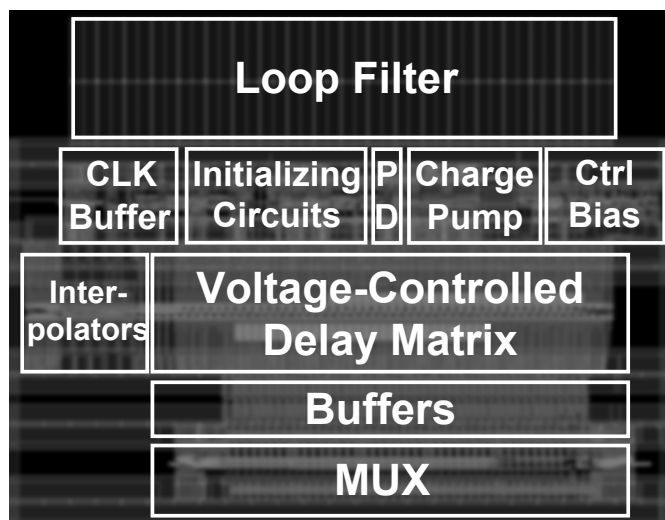 Loop Filter
CLK
Buffer
Initializing
Circuits
P
D
Charge
Pump
Ctrl
Bias
Inter-
polators
Voltage-Controlled
Delay Matrix
Buffers
MUX